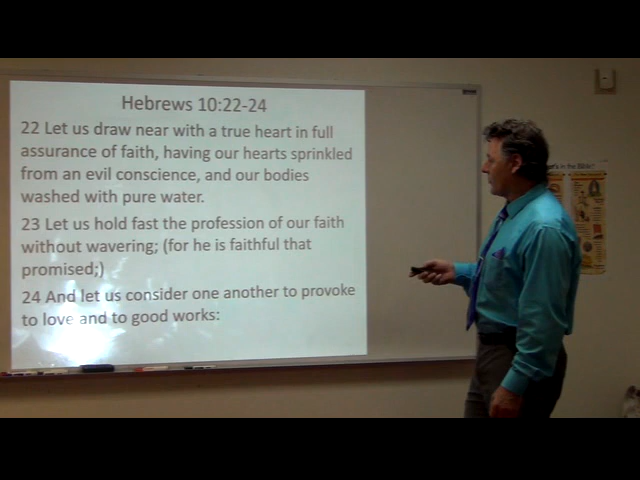 Hebrews 10:22-24
22 Let us draw near with a true heart in full
assurance of faith, having our hearts sprinkled
from an evil conscience, and our bodies
washed with pure water.
23 Let us hold fast the profession of our faith
without wavering; (for he is faithful that
promised;)
24 And let us consider one another to provoke
to love and to good works:
in the Bible?